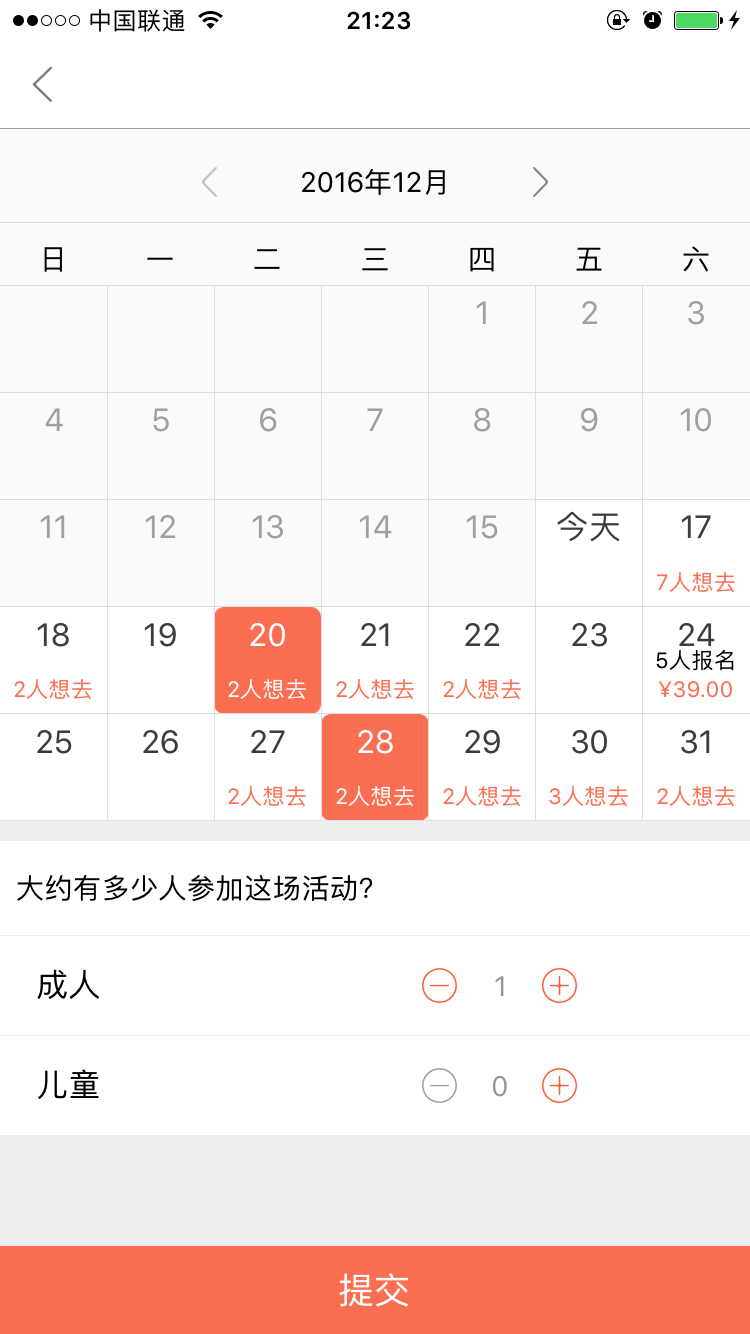 中国联通 21:23
2016年12月
日 一 二 三 四 五 六
1 2 3
4 5 6 7 8 9 10
11 12 13 14 15 今天 17
7人想去
18 19 20 21 22 23 24
5人报名
2人想去 2人想去 2人想去 2人想去 ¥39.00
25 26 27 28 29 30 31
2人想去 2人想去 2人想去 3人想去 2人想去
大约有多少人参加这场活动?
成人 1
儿童 0
提交